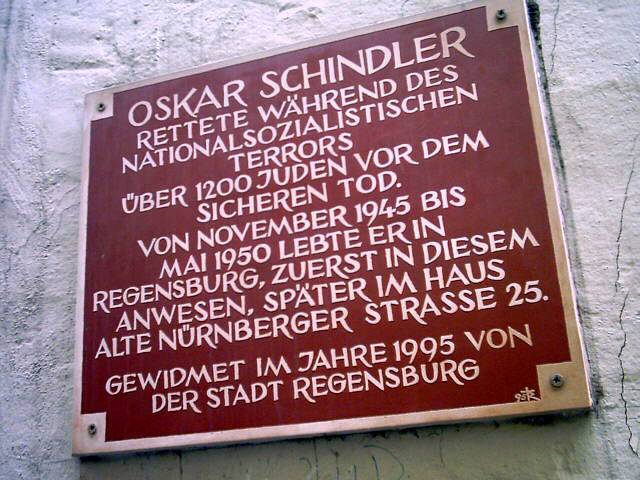 OSKAR SCHINDLER
RETTETE WÄHREND DES
NATIONALSOZIALISTISCHEN
TERRORS
ÜBER 1200 JUDEN VOR DEM
SICHEREN TOD.
VON NOVEMBER 1945 BIS
MAI 1950 LEBTE ER IN
REGENSBURG, ZUERST IN DIESEM
ANWESEN, SPÄTER IM HAUS
ALTE NÜRNBERGER STRASSE 25.
GEWIDMET IM JAHRE 1995 VON
DER STADT REGENSBURG